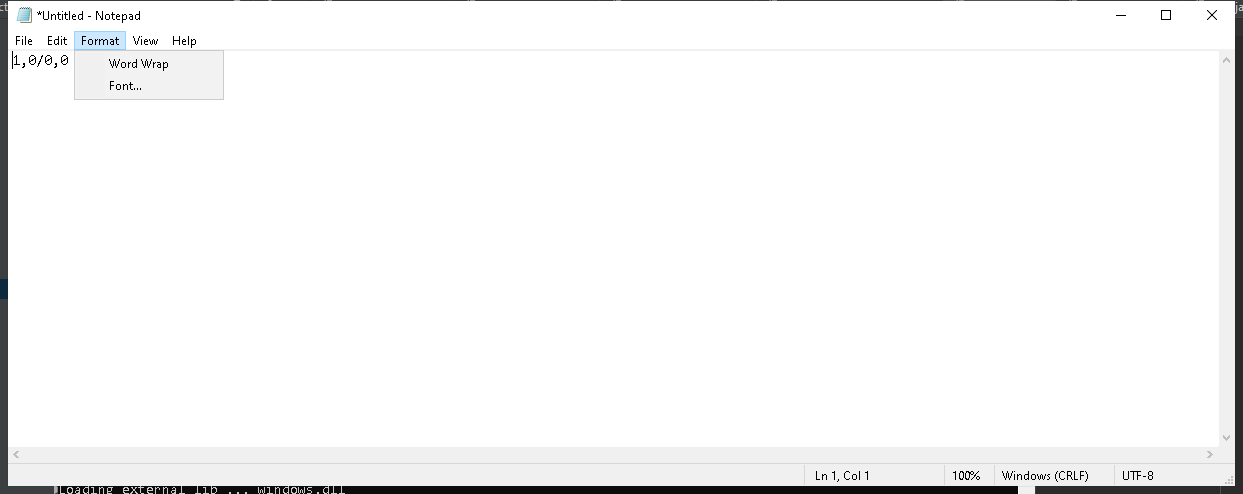 *Untitled - Notepad
File Edit Format View Help
1,0/0,0
Word Wrap
Font...
Ln 1, Col 1 100% Windows (CRLF) UTF-8
Loading external lib ... windows.dll